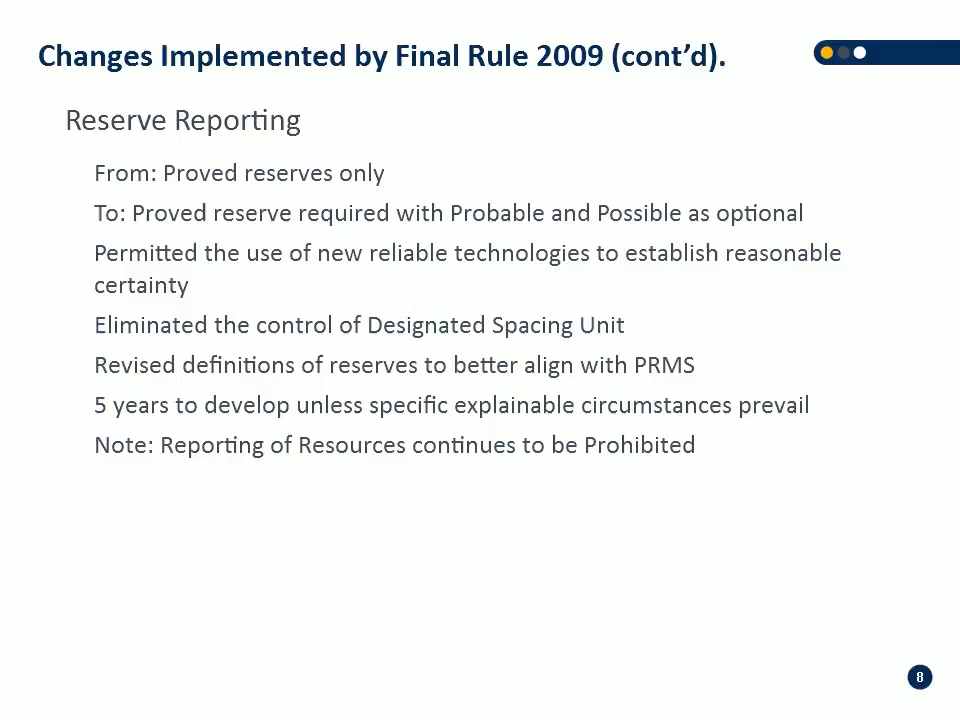 Changes Implemented by Final Rule 2009 (cont’d).
Reserve Reporting
From: Proved reserves only
To: Proved reserve required with Probable and Possible as optional
Permitted the use of new reliable technologies to establish reasonable
certainty
Eliminated the control of Designated Spacing Unit
Revised definitions of reserves to better align with PRMS
5 years to develop unless specific explainable circumstances prevail
Note: Reporting of Resources continues to be Prohibited
8